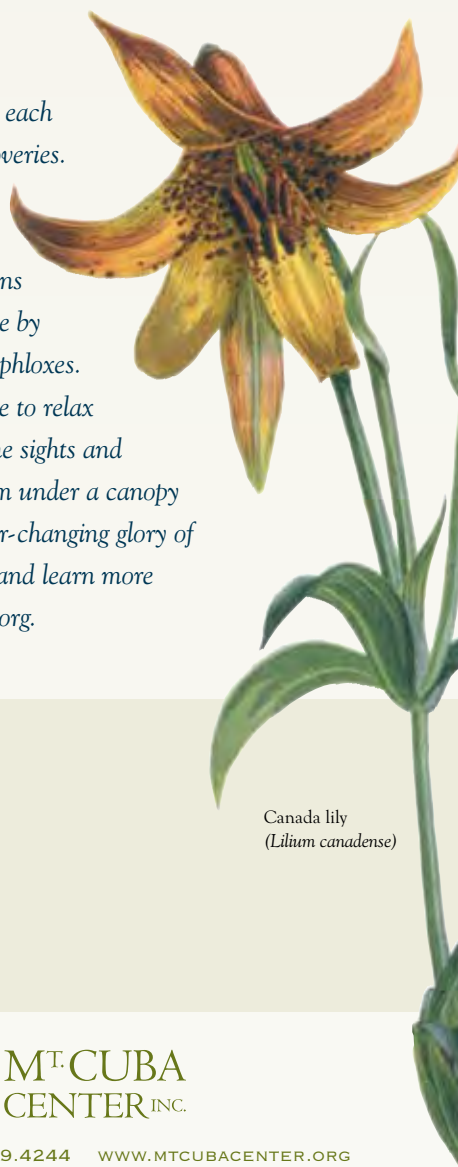 each
veries.
ns
e by
phloxes.
e to relax
e sights and
m under a canopy
r-changing glory of
and learn more
org.
Canada lily
(Lilium canadense)
MT. CUBA
CENTER INC.
9.4244 WWW.MTCUBACENTER.ORG